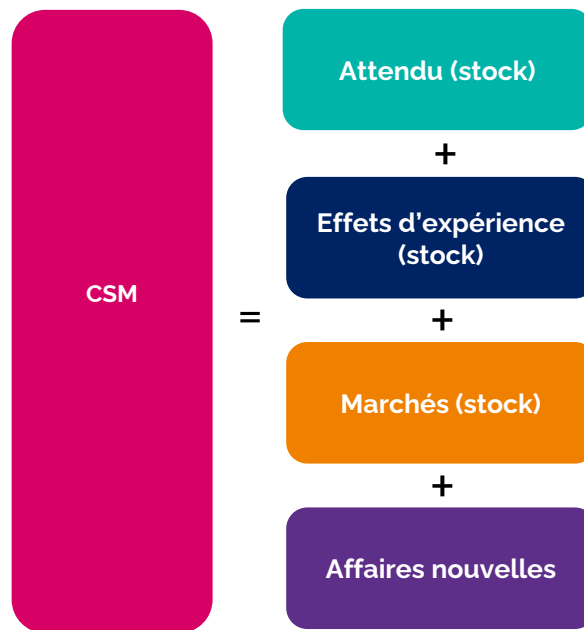 CSM
=
Attendu (stock)
+
Effets d'expérience
(stock)
+
Marchés (stock)
+
Affaires nouvelles